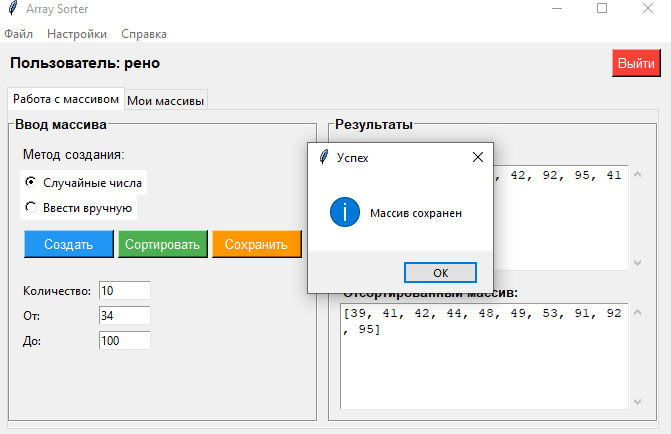 Array Sorter
Файл Настройки Справка
Пользователь: рено
Выйти
Работа с массивом Мои массивы
Ввод массива
Метод создания:
Случайные числа
Ввести вручную
Создать Сортировать Сохранить
Количество: 10
От: 34
До: 100
Результаты
, 42, 92, 95, 41
Успех
Массив сохранен
OK
Отсортированный массив:
[39, 41, 42, 44, 48, 49, 53, 91, 92
, 95]